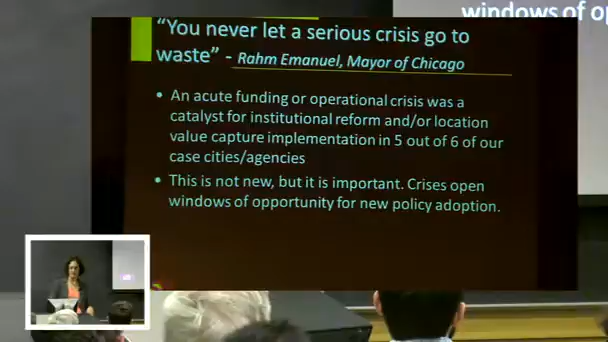 windows of op
"You never let a serious crisis go to
waste" - Rahm Emanuel, Mayor of Chicago
• An acute funding or operational crisis was a
catalyst for institutional reform and/or location
value capture implementation in 5 out of 6 of our
case cities/agencies
• This is not new, but it is important. Crises open
windows of opportunity for new policy adoption.